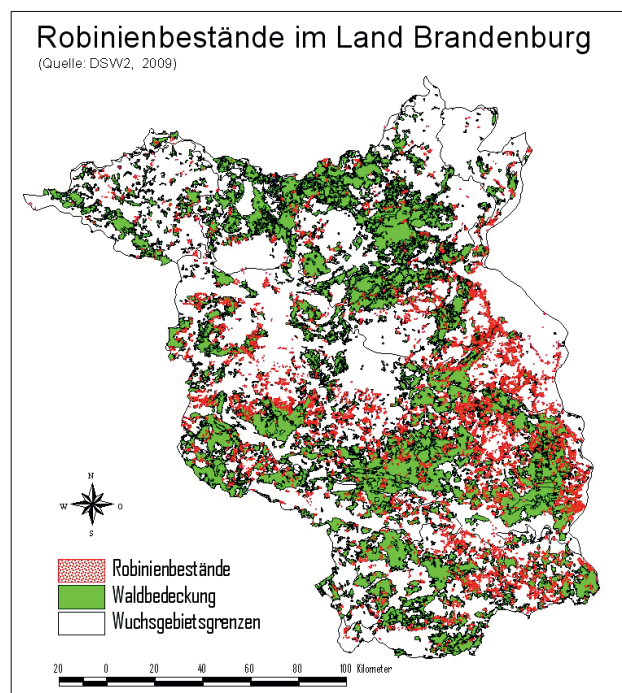 Robinienbestände im Land Brandenburg
(Quelle: DSW2, 2009)
N
W O
S
Robinienbestände
Waldbedeckung
Wuchsgebietsgrenzen
20 0 20 40 60 80 100 Kilometer